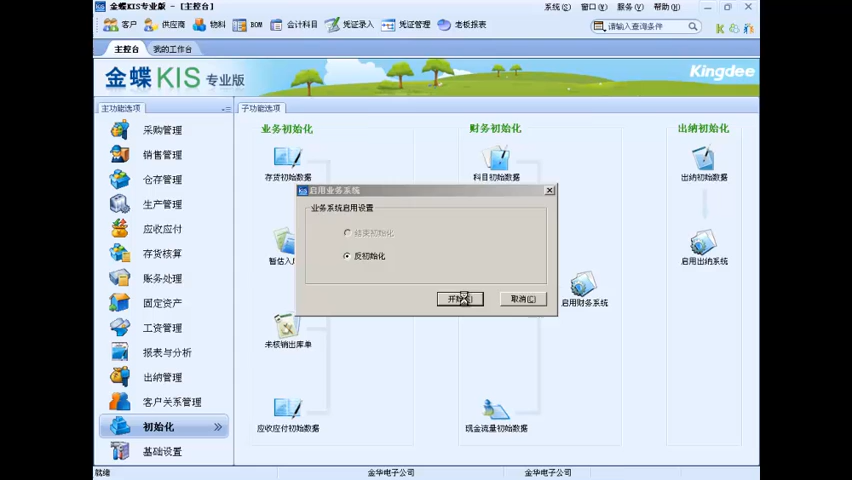 金蝶KIS专业版 - [主控台]
客户 供应商 物料 BOM 会计科目 凭证录入 凭证管理 老板报表
系统(S) 窗口(W) 服务(V) 帮助(H)
请输入查询条件
主控台 我的工作台
金蝶KIS专业版
Kingdee
主功能选项
子功能选项
采购管理
销售管理
仓存管理
生产管理
应收应付
存货核算
账务处理
固定资产
工资管理
报表与分析
出纳管理
客户关系管理
初始化
基础设置
业务初始化
财务初始化
出纳初始化
存货初始数据
科目初始数据
出纳初始数据
启用业务系统
业务系统启用设置
结束初始化
反初始化
取消(C)
暂估入
启用财务系统
启用出纳系统
未核销出库单
应收应付初始数据
现金流量初始数据
就绪
金华电子公司
金华电子公司